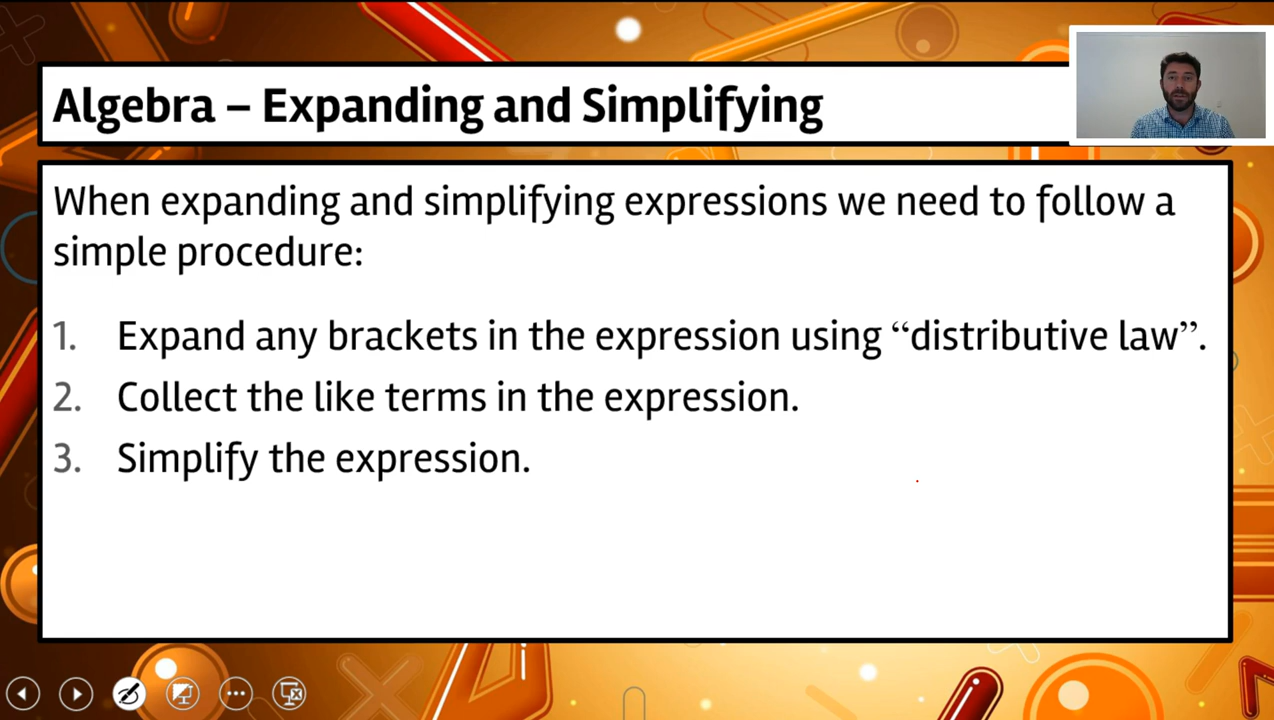 Algebra – Expanding and Simplifying
When expanding and simplifying expressions we need to follow a
simple procedure:
1. Expand any brackets in the expression using “distributive law”.
2. Collect the like terms in the expression.
3. Simplify the expression.